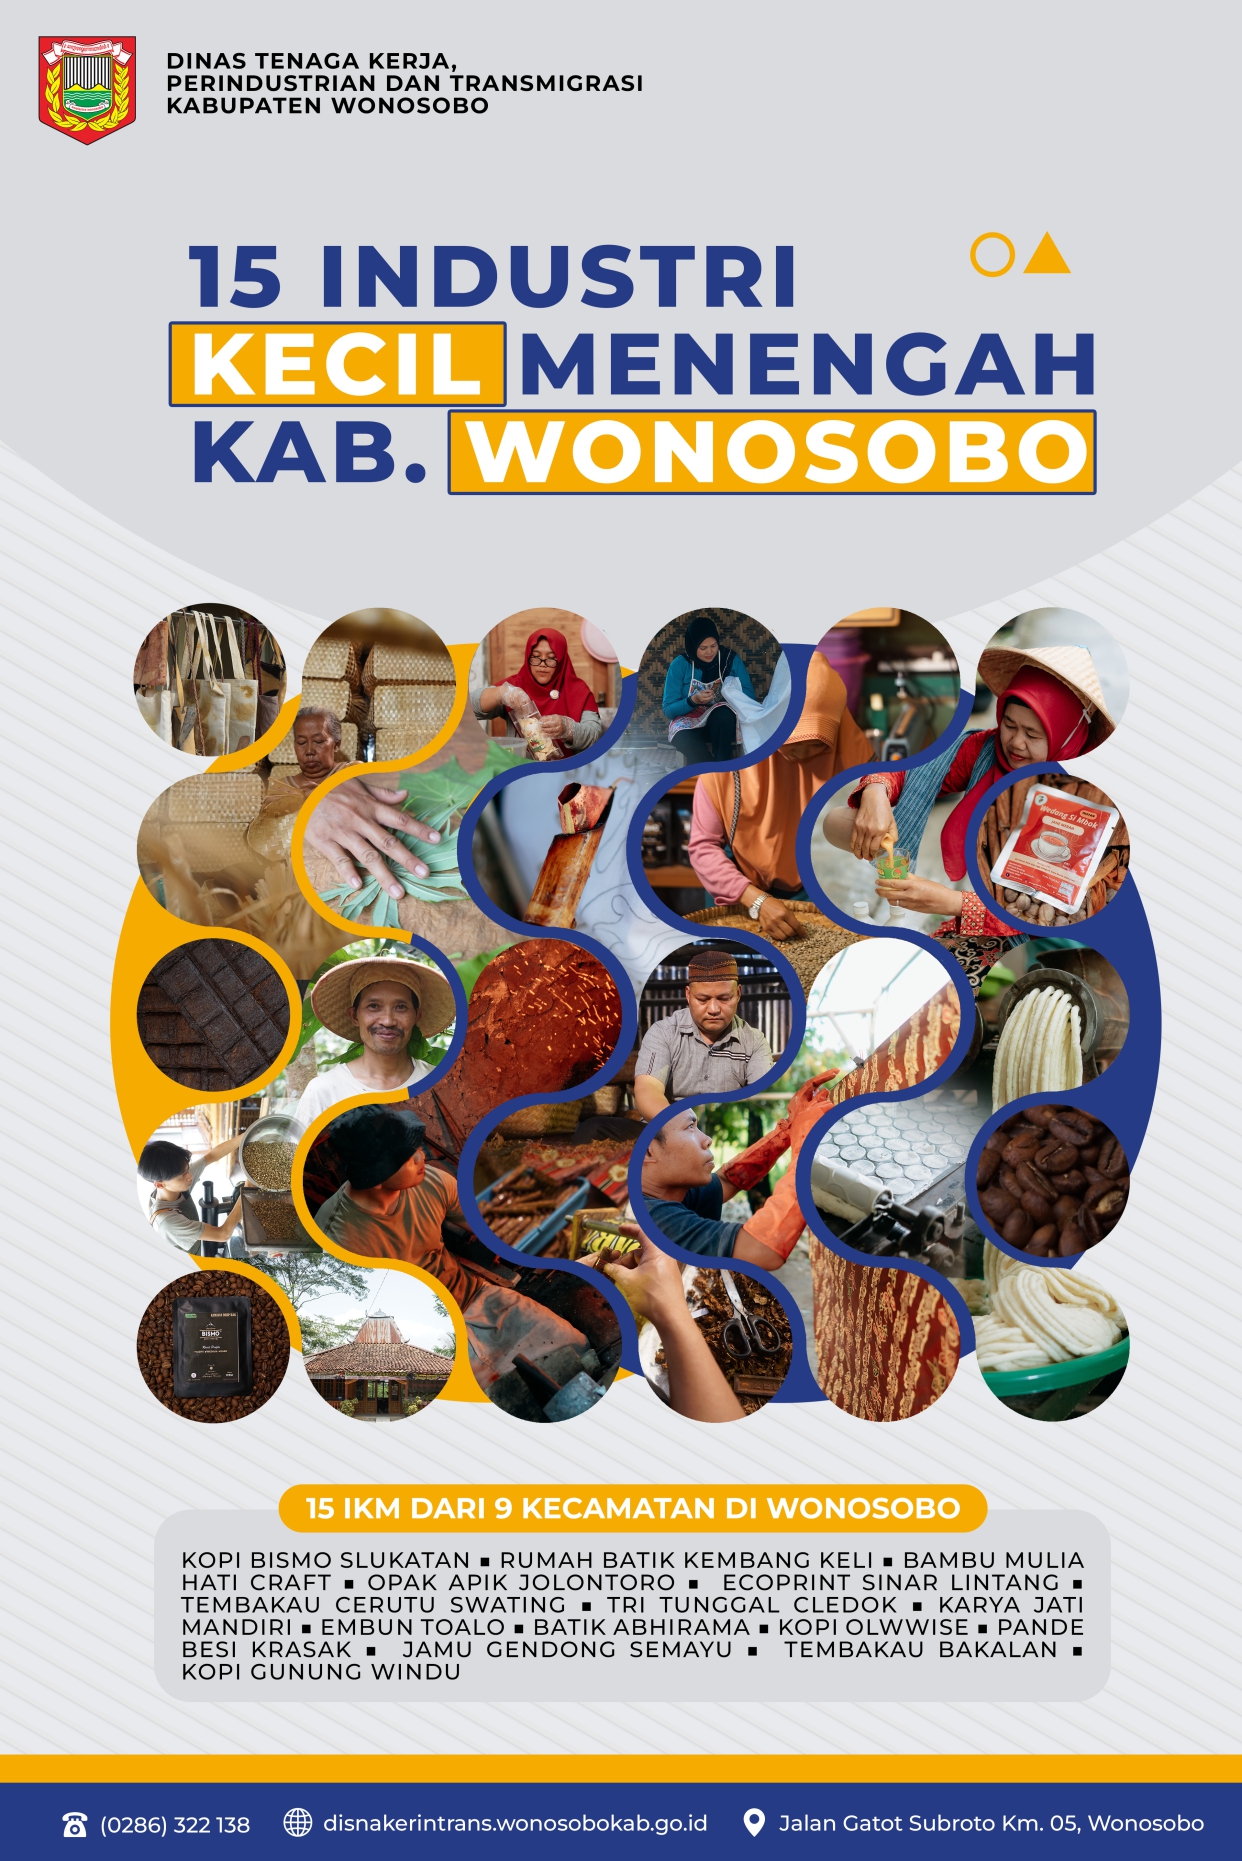 DINAS TENAGA KERJA,
PERINDUSTRIAN DAN TRANSMIGRASI
KABUPATEN WONOSOBO
15 INDUSTRI
KECIL MENENGAH
KAB. WONOSOBO
Wedang Si Mbok
BISMO
15 IKM DARI 9 KECAMATAN DI WONOSOBO
KOPI BISMO SLUKATAN ▪ RUMAH BATIK KEMBANG KELI ▪ BAMBU MULIA
HATI CRAFT ▪ OPAK APIK JOLONTORO ▪ ECOPRINT SINAR LINTANG ▪
TEMBAKAU CERUTU SWATING ▪ TRI TUNGGAL CLEDOK ▪ KARYA JATI
MANDIRI ▪ EMBUN TOALO ▪ BATIK ABHIRAMA ▪ KOPI OLWWISE ▪ PANDE
BESI KRASAK ▪ JAMU GENDONG SEMAYU ▪ TEMBAKAU BAKALAN ▪
KOPI GUNUNG WINDU
(0286) 322 138
disnakerintrans.wonosobokab.go.id
Jalan Gatot Subroto Km. 05, Wonosobo